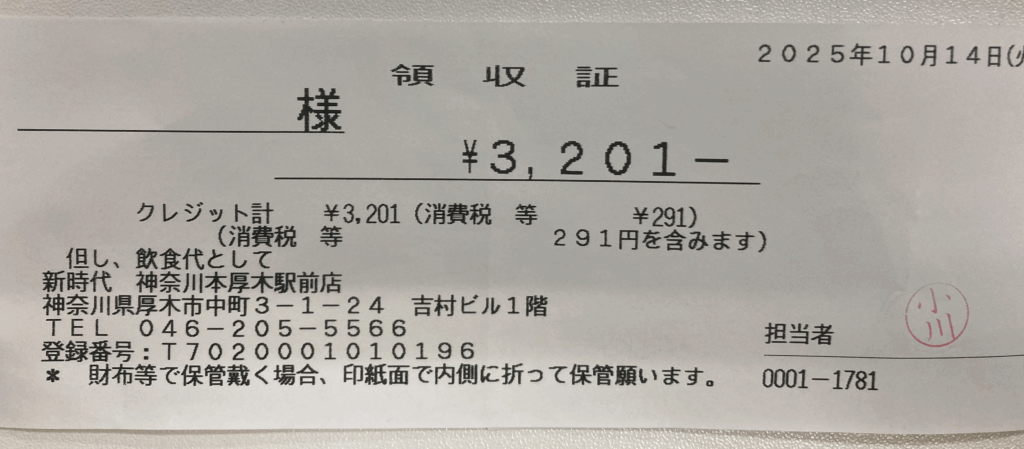 ２０２５年１０月１４日(火
領　収　証
様
￥３，２０１－
クレジット計　￥3,201（消費税　等　￥291）
（消費税　等　２９１円を含みます）
但し、飲食代として
新時代　神奈川本厚木駅前店
神奈川県厚木市中町３－１－２４　吉村ビル１階
ＴＥＬ　０４６－２０５－５５６６
登録番号：Ｔ７０２０００１０１０１９６
＊　財布等で保管戴く場合、印紙面で内側に折って保管願います。
担当者
小川
0001－1781